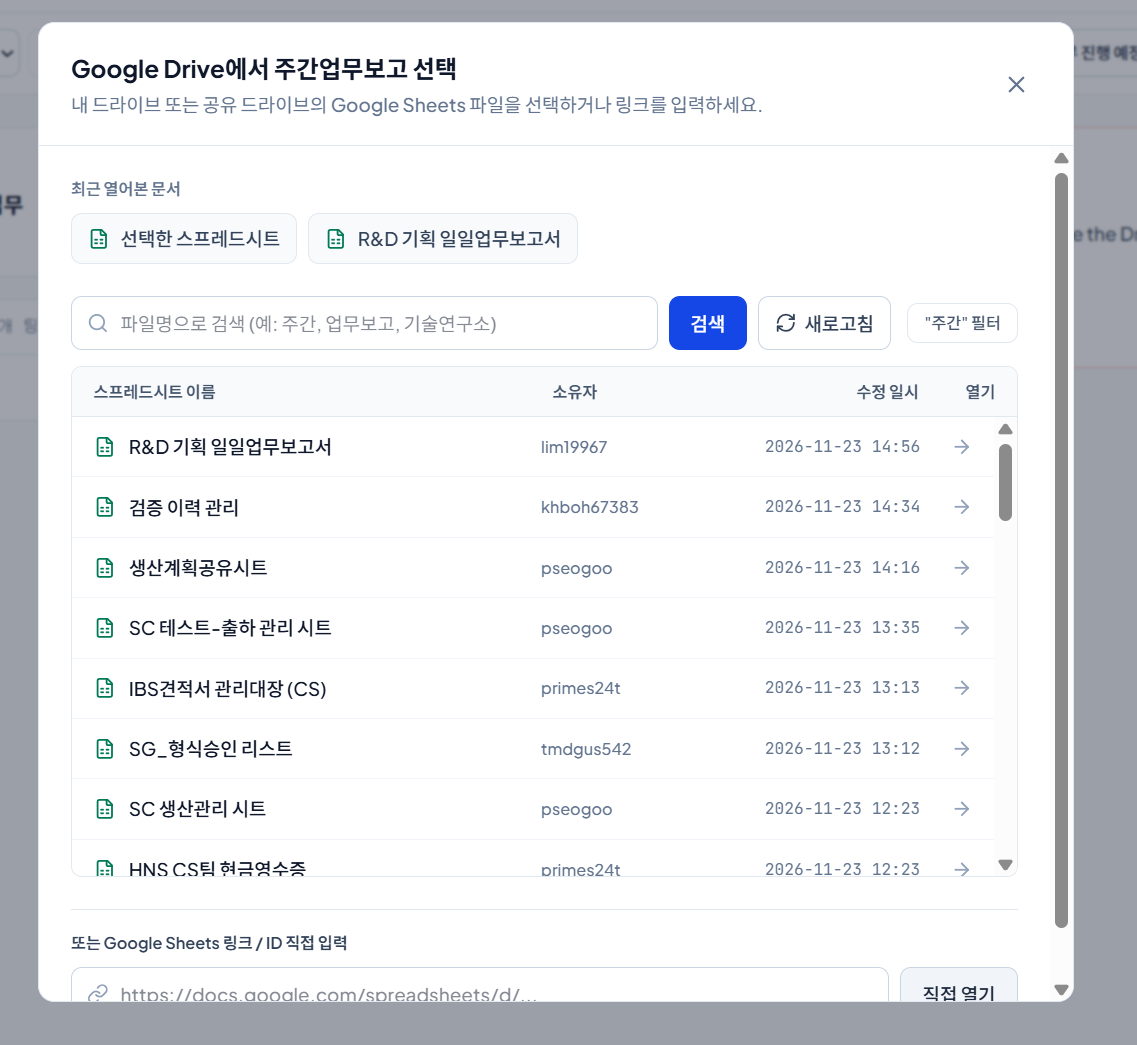 Google Drive에서 주간업무보고 선택
내 드라이브 또는 공유 드라이브의 Google Sheets 파일을 선택하거나 링크를 입력하세요.
진행 예정
e the Dr
최근 열어본 문서
선택한 스프레드시트
R&D 기획 일일업무보고서
파일명으로 검색 (예: 주간, 업무보고, 기술연구소)
검색
새로고침
"주간" 필터
스프레드시트 이름 소유자 수정 일시 열기
R&D 기획 일일업무보고서 lim19967 2026-11-23 14:56
검증 이력 관리 khboh67383 2026-11-23 14:34
생산계획공유시트 pseogoo 2026-11-23 14:16
SC 테스트-출하 관리 시트 pseogoo 2026-11-23 13:35
IBS견적서 관리대장 (CS) primes24t 2026-11-23 13:13
SG_형식승인 리스트 tmdgus542 2026-11-23 13:12
SC 생산관리 시트 pseogoo 2026-11-23 12:23
HNS CS팀 현금영수증 primes24t 2026-11-23 12:23
또는 Google Sheets 링크 / ID 직접 입력
https://docs.google.com/spreadsheets/d/...
직접 열기